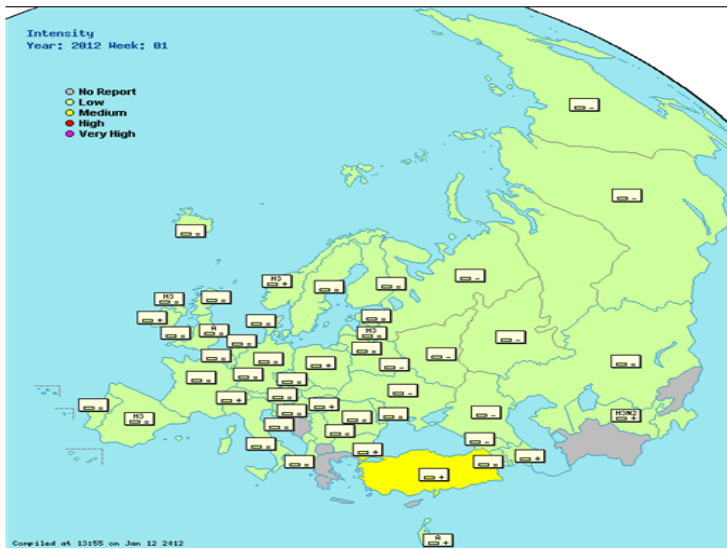 Intensity
Year: 2012 Week: 01
No Report
Low
Medium
High
Very High
H3
H3
A
H3
H3
H3N2
A
Compiled at 13:55 on Jan 12 2012